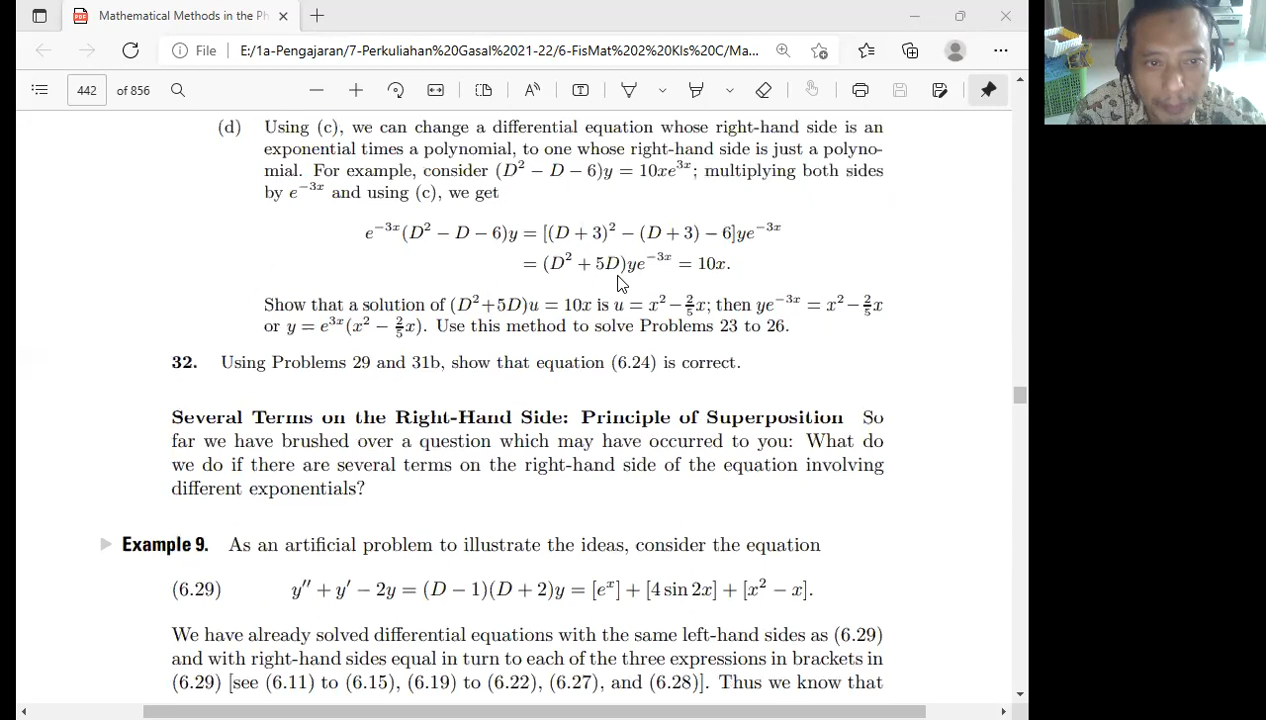 Mathematical Methods in the Ph
File
E:/1a-Pengajaran/7-Perkuliahan%20Gasal%2021-22/6-FisMat%202%20Kls%20C/Ma...
442 of 856
(d) Using (c), we can change a differential equation whose right-hand side is an
exponential times a polynomial, to one whose right-hand side is just a polyno-
mial. For example, consider (D² − D − 6)y = 10xe³ˣ; multiplying both sides
by e⁻³ˣ and using (c), we get
e⁻³ˣ(D² − D − 6)y = [(D + 3)² − (D + 3) − 6]ye⁻³ˣ
= (D² + 5D)ye⁻³ˣ = 10x.
Show that a solution of (D²+5D)u = 10x is u = x² − 2/5x; then ye⁻³ˣ = x² − 2/5x
or y = e³ˣ(x² − 2/5x). Use this method to solve Problems 23 to 26.
32. Using Problems 29 and 31b, show that equation (6.24) is correct.
Several Terms on the Right-Hand Side: Principle of Superposition So
far we have brushed over a question which may have occurred to you: What do
we do if there are several terms on the right-hand side of the equation involving
different exponentials?
Example 9. As an artificial problem to illustrate the ideas, consider the equation
(6.29) y″ + y′ − 2y = (D − 1)(D + 2)y = [eˣ] + [4 sin 2x] + [x² − x].
We have already solved differential equations with the same left-hand sides as (6.29)
and with right-hand sides equal in turn to each of the three expressions in brackets in
(6.29) [see (6.11) to (6.15), (6.19) to (6.22), (6.27), and (6.28)]. Thus we know that